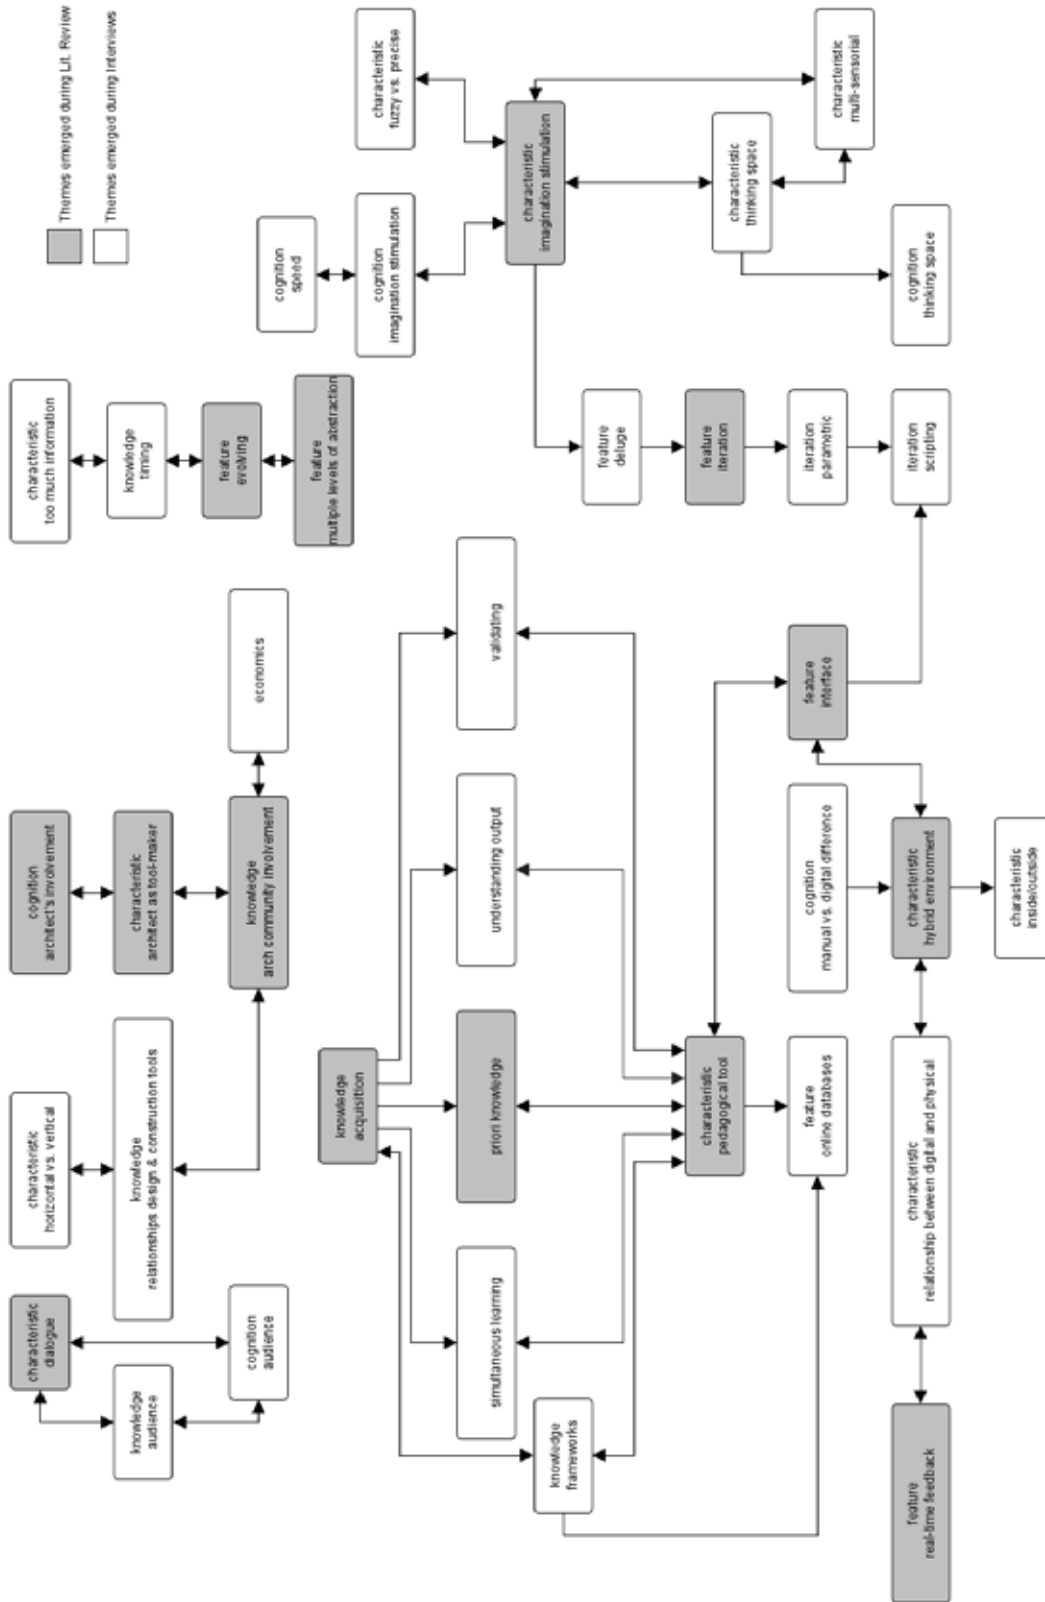 Themes emerged during Lit. Review
Themes emerged during Interviews
characteristic
dialogue
knowledge
audience
cognition
audience
characteristic
horizontal vs. vertical
knowledge
relationships design & construction tools
cognition
architect's involvement
characteristic
architect as tool-maker
knowledge
arch community involvement
economics
characteristic
too much information
knowledge
timing
feature
evolving
feature
multiple levels of abstraction
cognition
speed
cognition
imagination stimulation
characteristic
fuzzy vs. precise
characteristic
imagination stimulation
characteristic
thinking space
characteristic
multi-sensorial
cognition
thinking space
feature
deluge
feature
iteration
iteration
parametric
iteration
scripting
knowledge
acquisition
simultaneous learning
priori knowledge
understanding output
validating
knowledge
frameworks
characteristic
pedagogical tool
feature
online databases
feature
interface
cognition
manual vs. digital difference
characteristic
hybrid environment
characteristic
inside/outside
characteristic
relationship between digital and physical
feature
real-time feedback